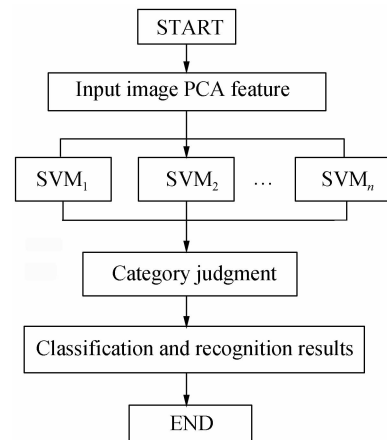 START
Input image PCA feature
SVM₁ SVM₂ … SVMₙ
Category judgment
Classification and recognition results
END